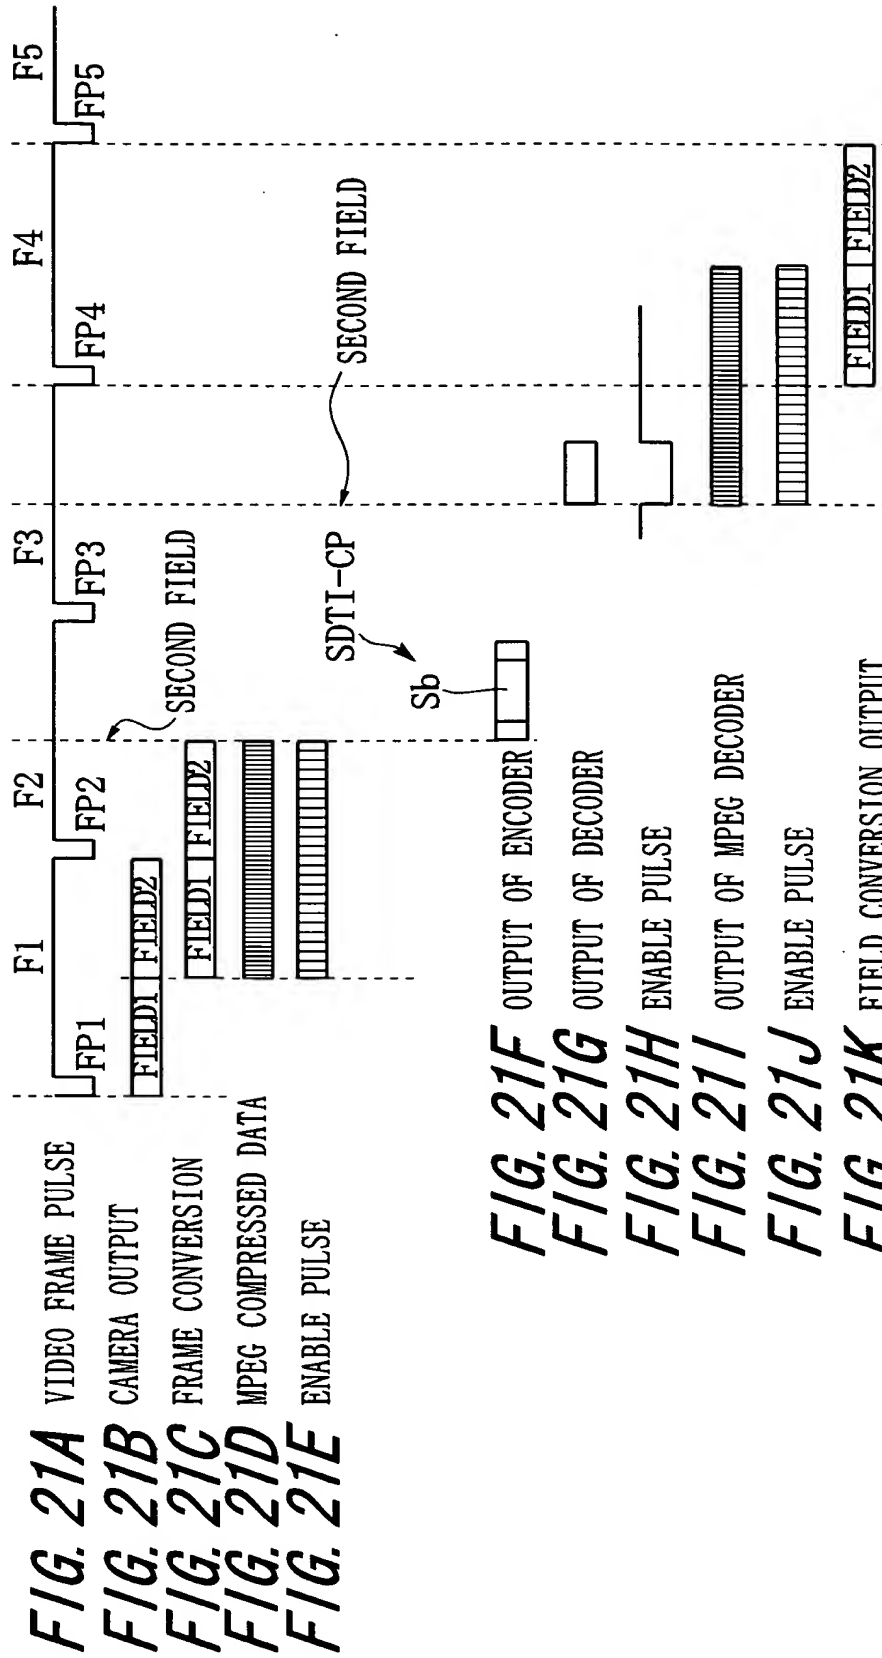 F1 F2 F3 F4 F5
FIG. 21A VIDEO FRAME PULSE
FP1 FP2 FP3 FP4 FP5
FIG. 21B CAMERA OUTPUT
FIELD1 FIELD2
SECOND FIELD
FIG. 21C FRAME CONVERSION
FIELD1 FIELD2
FIG. 21D MPEG COMPRESSED DATA
FIG. 21E ENABLE PULSE
SDTI-CP
SECOND FIELD
Sb
FIG. 21F OUTPUT OF ENCODER
FIG. 21G OUTPUT OF DECODER
FIG. 21H ENABLE PULSE
FIG. 21I OUTPUT OF MPEG DECODER
FIG. 21J ENABLE PULSE
FIG. 21K FIELD CONVERSION OUTPUT
FIELD1 FIELD2